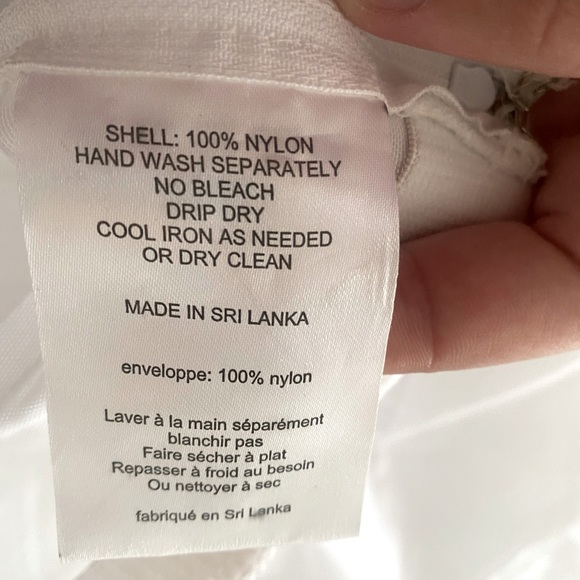 SHELL: 100% NYLON
HAND WASH SEPARATELY
NO BLEACH
DRIP DRY
COOL IRON AS NEEDED
OR DRY CLEAN
MADE IN SRI LANKA
enveloppe: 100% nylon
Laver à la main séparément
blanchir pas
Faire sécher à plat
Repasser à froid au besoin
Ou nettoyer à sec
fabriqué en Sri Lanka